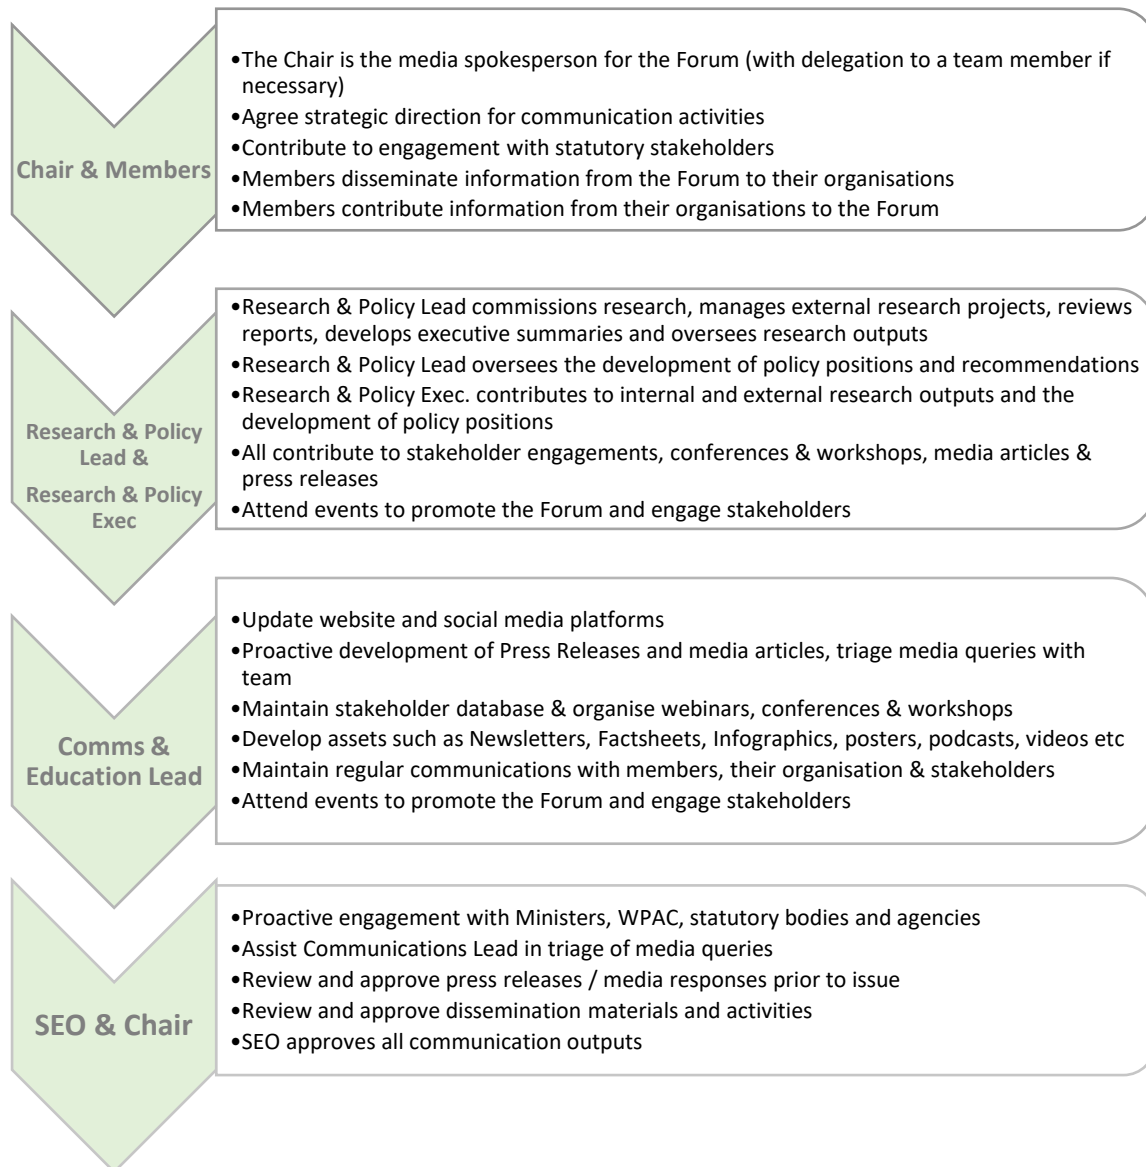 Chair & Members
•The Chair is the media spokesperson for the Forum (with delegation to a team member if
necessary)
•Agree strategic direction for communication activities
•Contribute to engagement with statutory stakeholders
•Members disseminate information from the Forum to their organisations
•Members contribute information from their organisations to the Forum
Research & Policy
Lead &
Research & Policy
Exec
•Research & Policy Lead commissions research, manages external research projects, reviews
reports, develops executive summaries and oversees research outputs
•Research & Policy Lead oversees the development of policy positions and recommendations
•Research & Policy Exec. contributes to internal and external research outputs and the
development of policy positions
•All contribute to stakeholder engagements, conferences & workshops, media articles &
press releases
•Attend events to promote the Forum and engage stakeholders
Comms &
Education Lead
•Update website and social media platforms
•Proactive development of Press Releases and media articles, triage media queries with
team
•Maintain stakeholder database & organise webinars, conferences & workshops
•Develop assets such as Newsletters, Factsheets, Infographics, posters, podcasts, videos etc
•Maintain regular communications with members, their organisation & stakeholders
•Attend events to promote the Forum and engage stakeholders
SEO & Chair
•Proactive engagement with Ministers, WPAC, statutory bodies and agencies
•Assist Communications Lead in triage of media queries
•Review and approve press releases / media responses prior to issue
•Review and approve dissemination materials and activities
•SEO approves all communication outputs